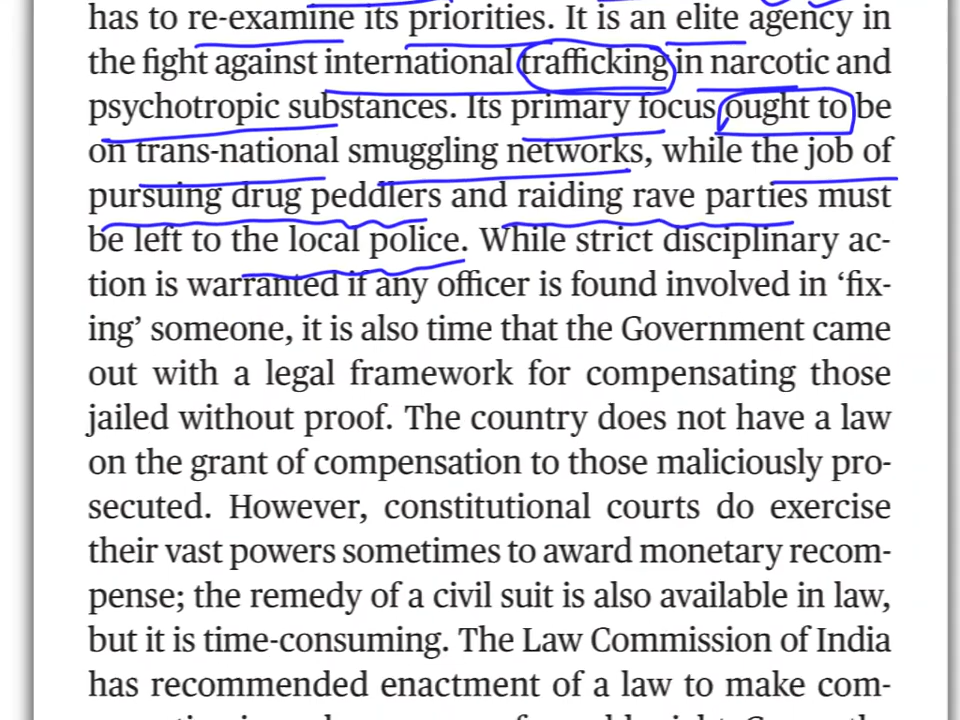 has to re-examine its priorities. It is an elite agency in
the fight against international trafficking in narcotic and
psychotropic substances. Its primary focus ought to be
on trans-national smuggling networks, while the job of
pursuing drug peddlers and raiding rave parties must
be left to the local police. While strict disciplinary ac-
tion is warranted if any officer is found involved in ‘fix-
ing’ someone, it is also time that the Government came
out with a legal framework for compensating those
jailed without proof. The country does not have a law
on the grant of compensation to those maliciously pro-
secuted. However, constitutional courts do exercise
their vast powers sometimes to award monetary recom-
pense; the remedy of a civil suit is also available in law,
but it is time-consuming. The Law Commission of India
has recommended enactment of a law to make com-